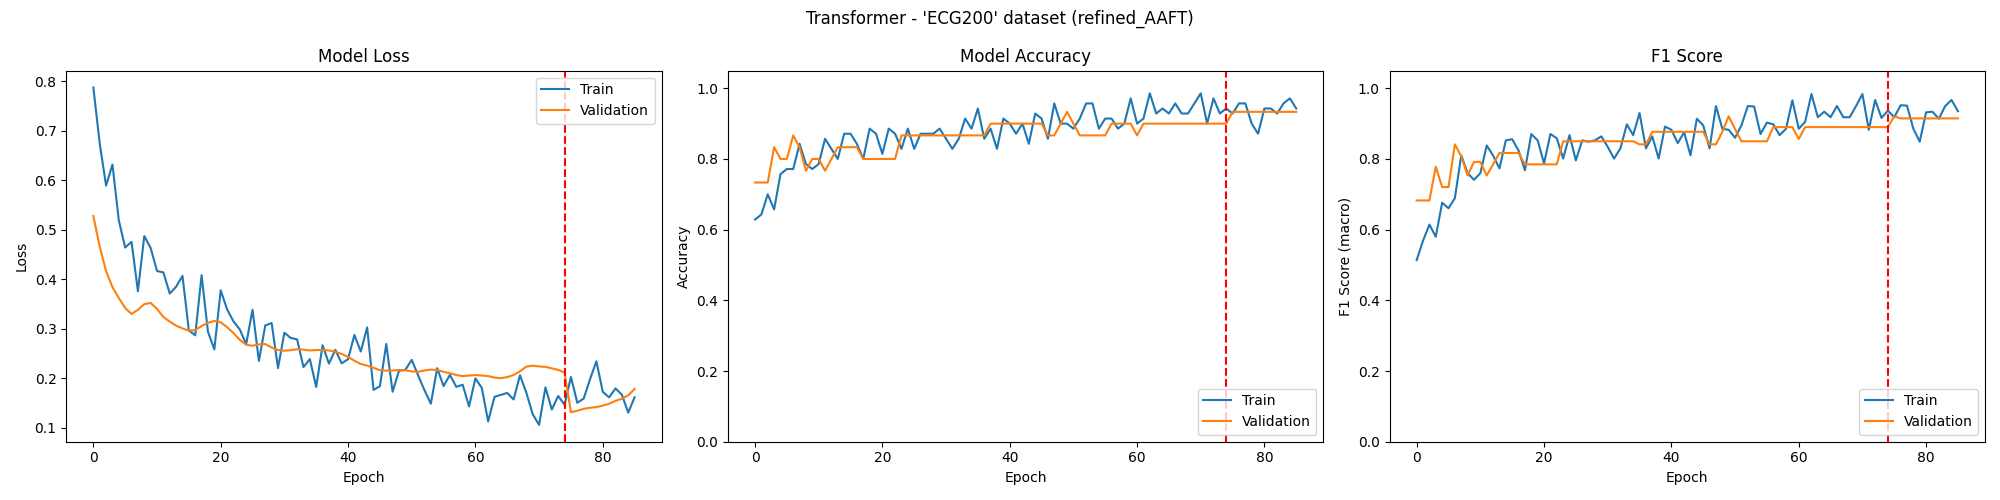 Transformer - 'ECG200' dataset (refined_AAFT)
Model Loss
0.8
0.7
0.6
0.5
0.4
0.3
0.2
0.1
Loss
0 20 40 60 80
Epoch
Train
Validation
Model Accuracy
1.0
0.8
0.6
0.4
0.2
0.0
Accuracy
0 20 40 60 80
Epoch
Train
Validation
F1 Score
1.0
0.8
0.6
0.4
0.2
0.0
F1 Score (macro)
0 20 40 60 80
Epoch
Train
Validation